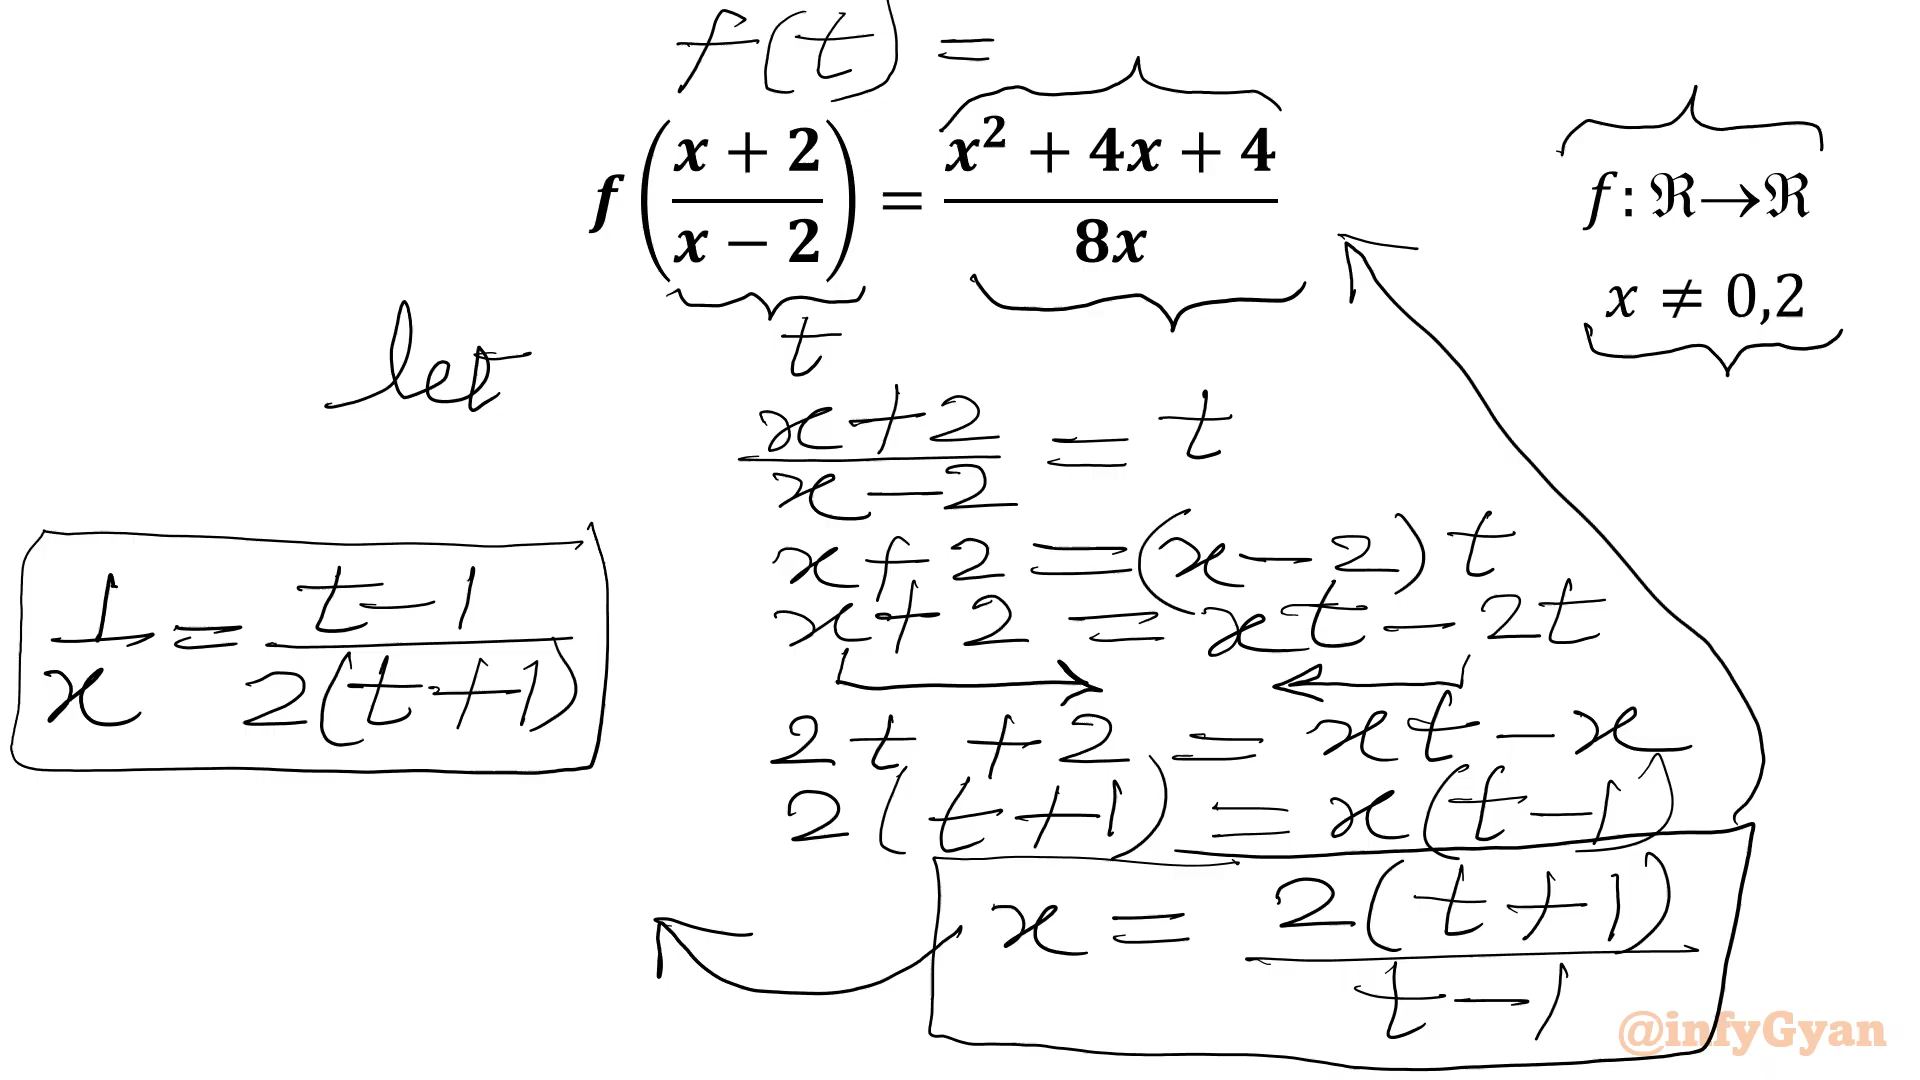 f(t) =
f((x + 2)/(x − 2)) = (x² + 4x + 4)/(8x)
f: ℜ→ℜ
x ≠ 0,2
let
t
(x+2)/(x−2) = t
x+2 = (x−2)t
x+2 = xt − 2t
2t +2 = xt − x
2(t+1) = x(t−1)
x = 2(t+1)/(t−1)
1/x = (t−1)/(2(t+1))
@infyGyan